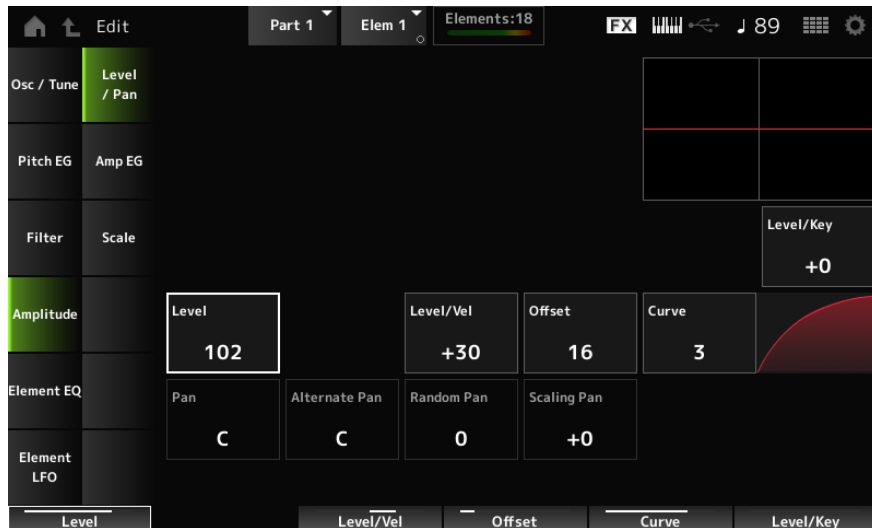 Edit
Part 1
Elem 1
Elements:18
FX
89
Osc / Tune
Level
/ Pan
Pitch EG
Amp EG
Filter
Scale
Level/Key
+0
Amplitude
Level
102
Level/Vel
+30
Offset
16
Curve
3
Element EQ
Pan
C
Alternate Pan
C
Random Pan
0
Scaling Pan
+0
Element
LFO
Level
Level/Vel
Offset
Curve
Level/Key